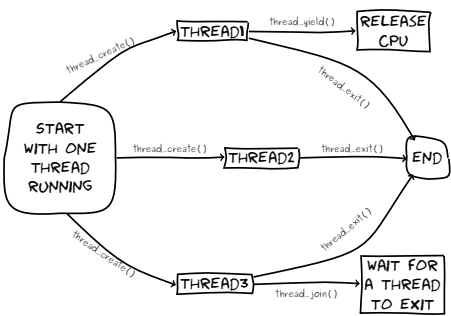 THREAD1
thread_yield()
RELEASE
CPU
thread_create()
thread_exit()
START
WITH ONE
THREAD
RUNNING
thread_create()
THREAD2
thread_exit()
END
thread_create()
thread_exit()
THREAD3
thread_join()
WAIT FOR
A THREAD
TO EXIT